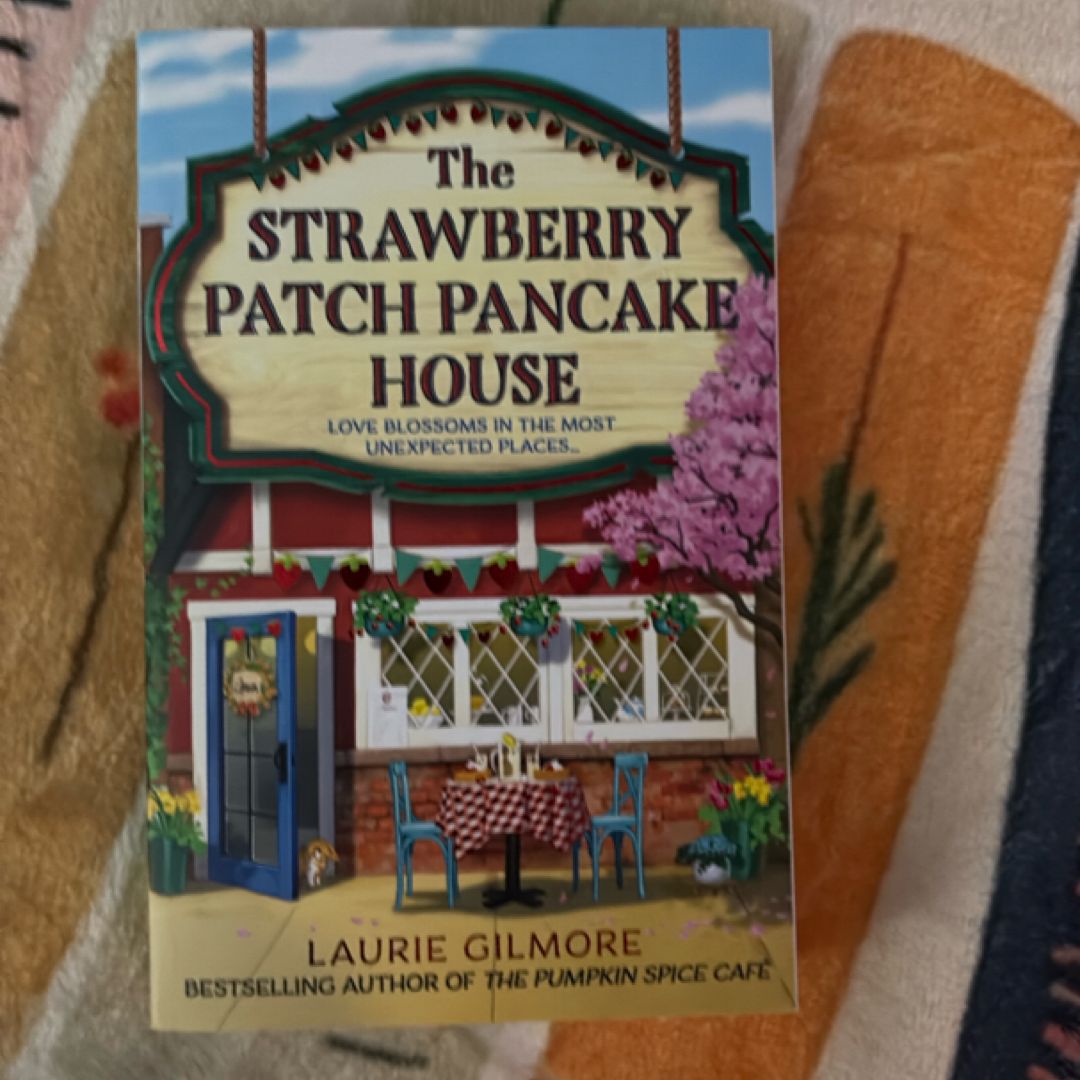 The
STRAWBERRY
PATCH PANCAKE
HOUSE
LOVE BLOSSOMS IN THE MOST
UNEXPECTED PLACES...
LAURIE GILMORE
BESTSELLING AUTHOR OF THE PUMPKIN SPICE CAFÉ